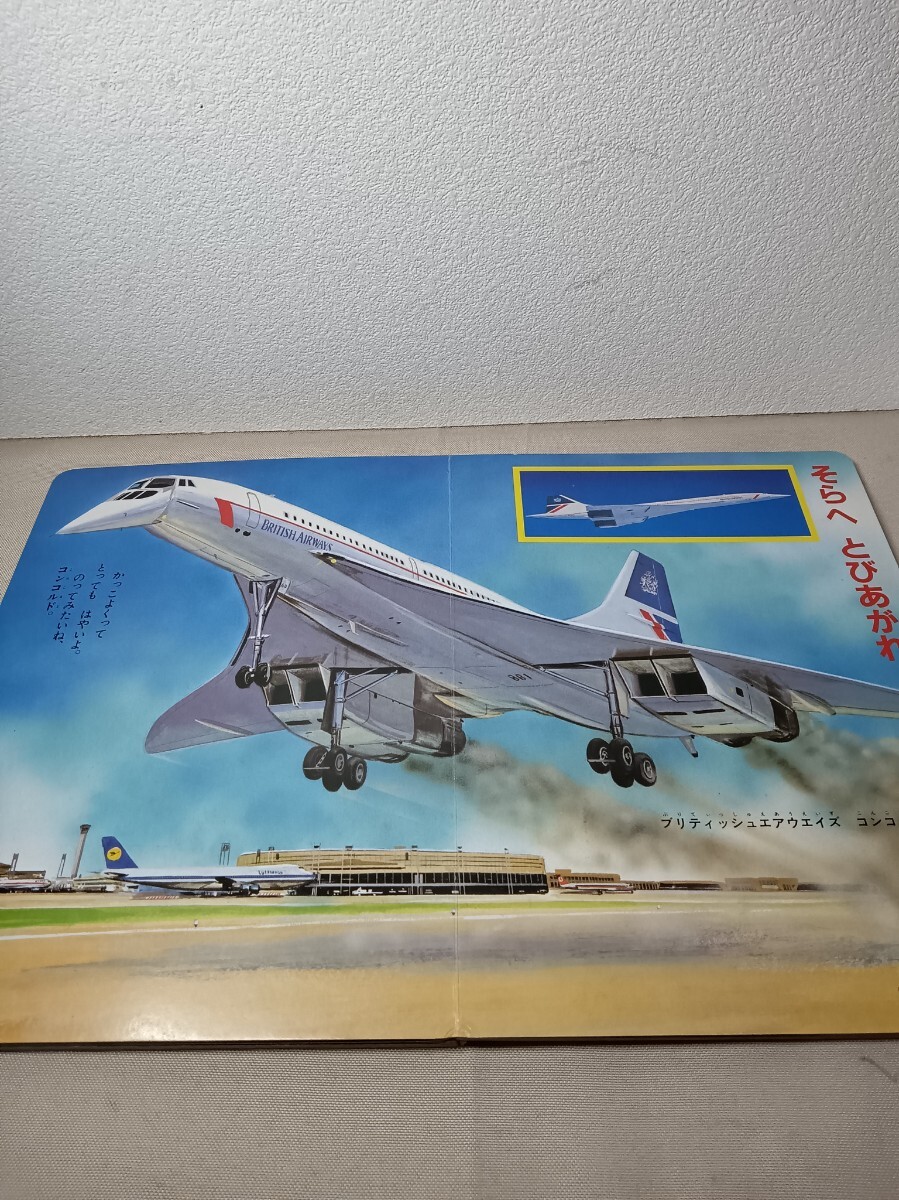 そらへ とびあがれ
かっこよくって
とっても はやいよ。
のってみたいね、
コンコルド。
BRITISH AIRWAYS
ブリティッシュエアウエイズ コンコ
Lufthansa